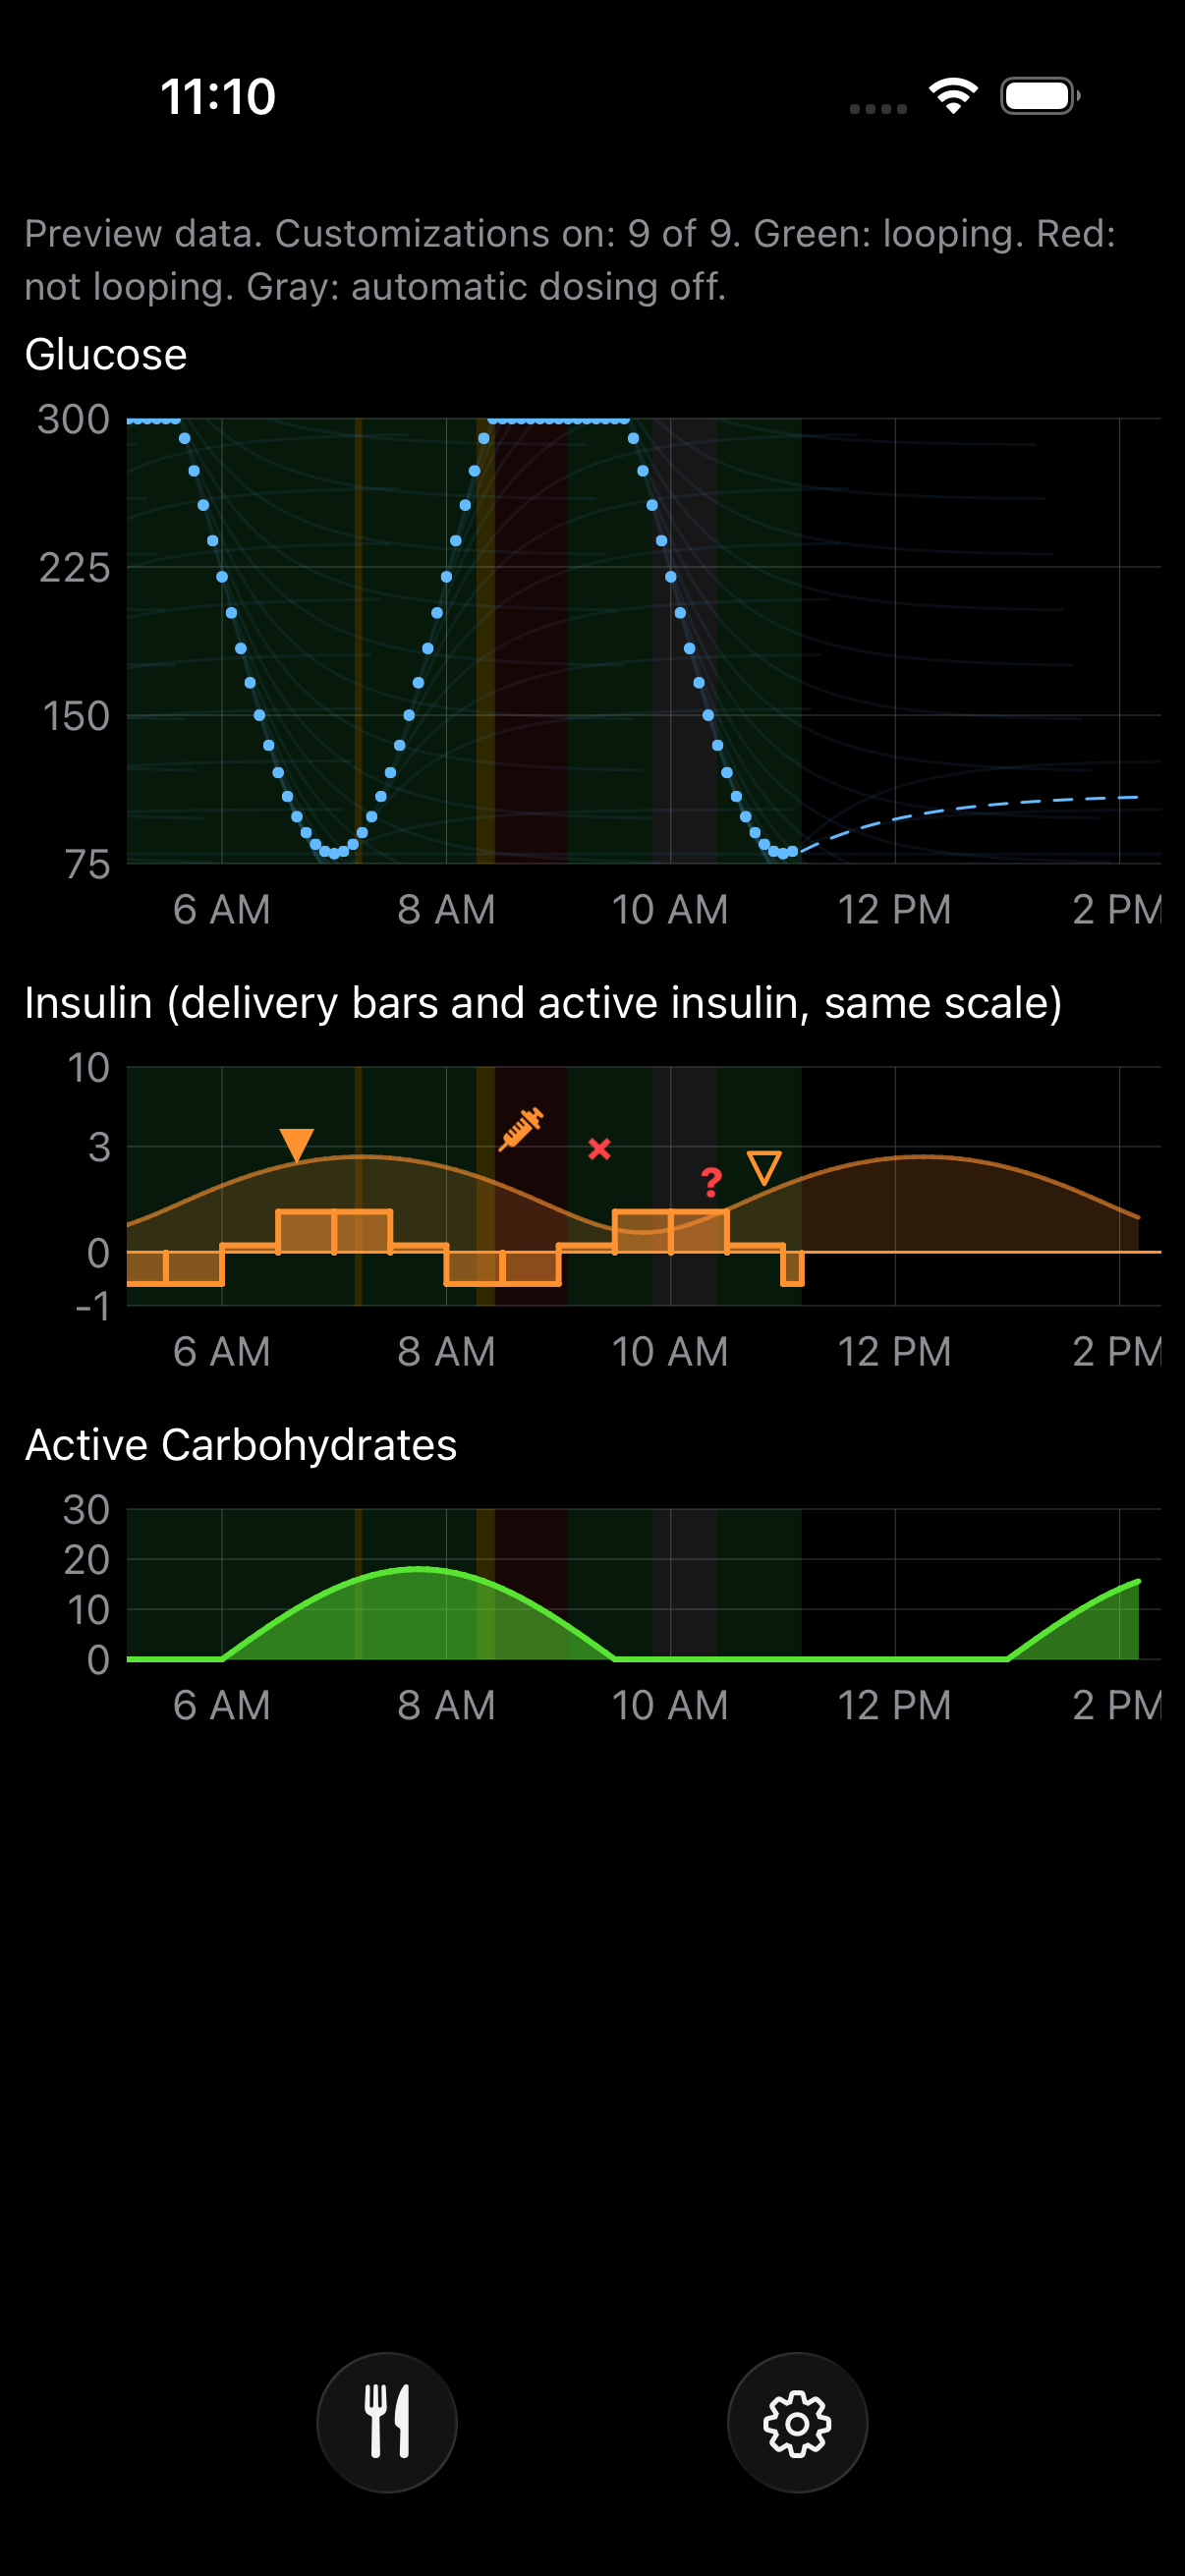 11:10
Preview data. Customizations on: 9 of 9. Green: looping. Red:
not looping. Gray: automatic dosing off.
Glucose
300
225
150
75
6 AM 8 AM 10 AM 12 PM 2 PM
Insulin (delivery bars and active insulin, same scale)
10
3
?
0
-1
6 AM 8 AM 10 AM 12 PM 2 PM
Active Carbohydrates
30
20
10
0
6 AM 8 AM 10 AM 12 PM 2 PM